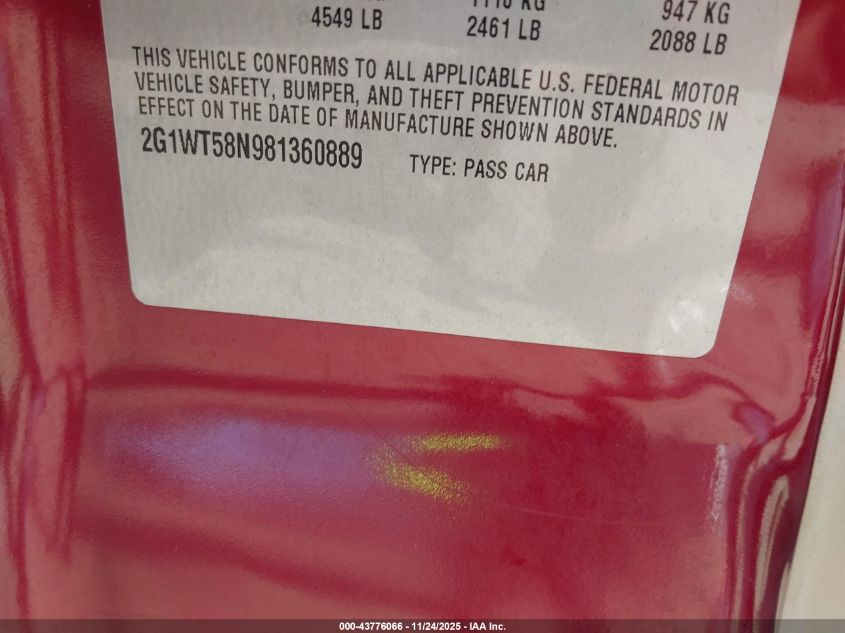 947 KG
4549 LB 2461 LB 2088 LB
THIS VEHICLE CONFORMS TO ALL APPLICABLE U.S. FEDERAL MOTOR
VEHICLE SAFETY, BUMPER, AND THEFT PREVENTION STANDARDS IN
EFFECT ON THE DATE OF MANUFACTURE SHOWN ABOVE.
2G1WT58N981360889 TYPE: PASS CAR
000-43776066 - 11/24/2025 - IAA Inc.